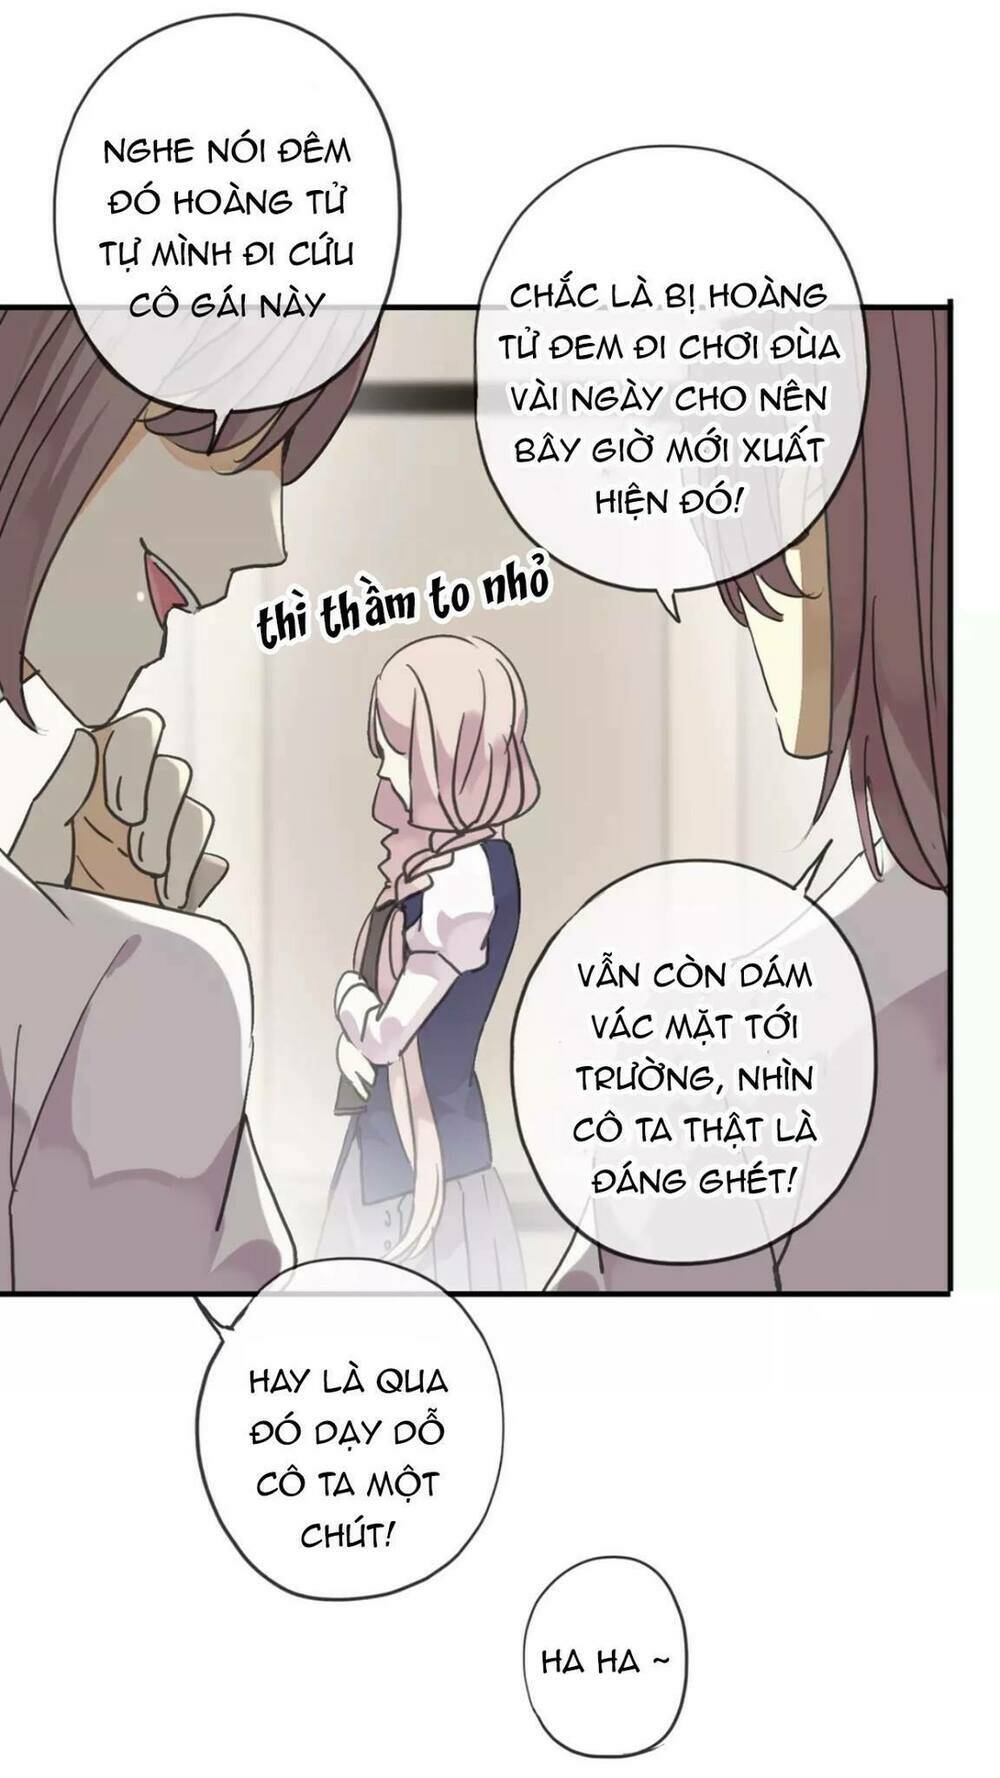 NGHE NÓI ĐÊM
ĐÓ HOÀNG TỬ
TỰ MÌNH ĐI CỨU
CÔ GÁI NÀY
CHẮC LÀ BỊ HOÀNG
TỬ ĐEM ĐI CHƠI ĐÙA
VÀI NGÀY CHO NÊN
BÂY GIỜ MỚI XUẤT
HIỆN ĐÓ!
thì thầm to nhỏ
VẪN CÒN DÁM
VÁC MẶT TỚI
TRƯỜNG, NHÌN
CÔ TA THẬT LÀ
ĐÁNG GHÉT!
HAY LÀ QUA
ĐÓ DẠY DỖ
CÔ TA MỘT
CHÚT!
HA HA ~